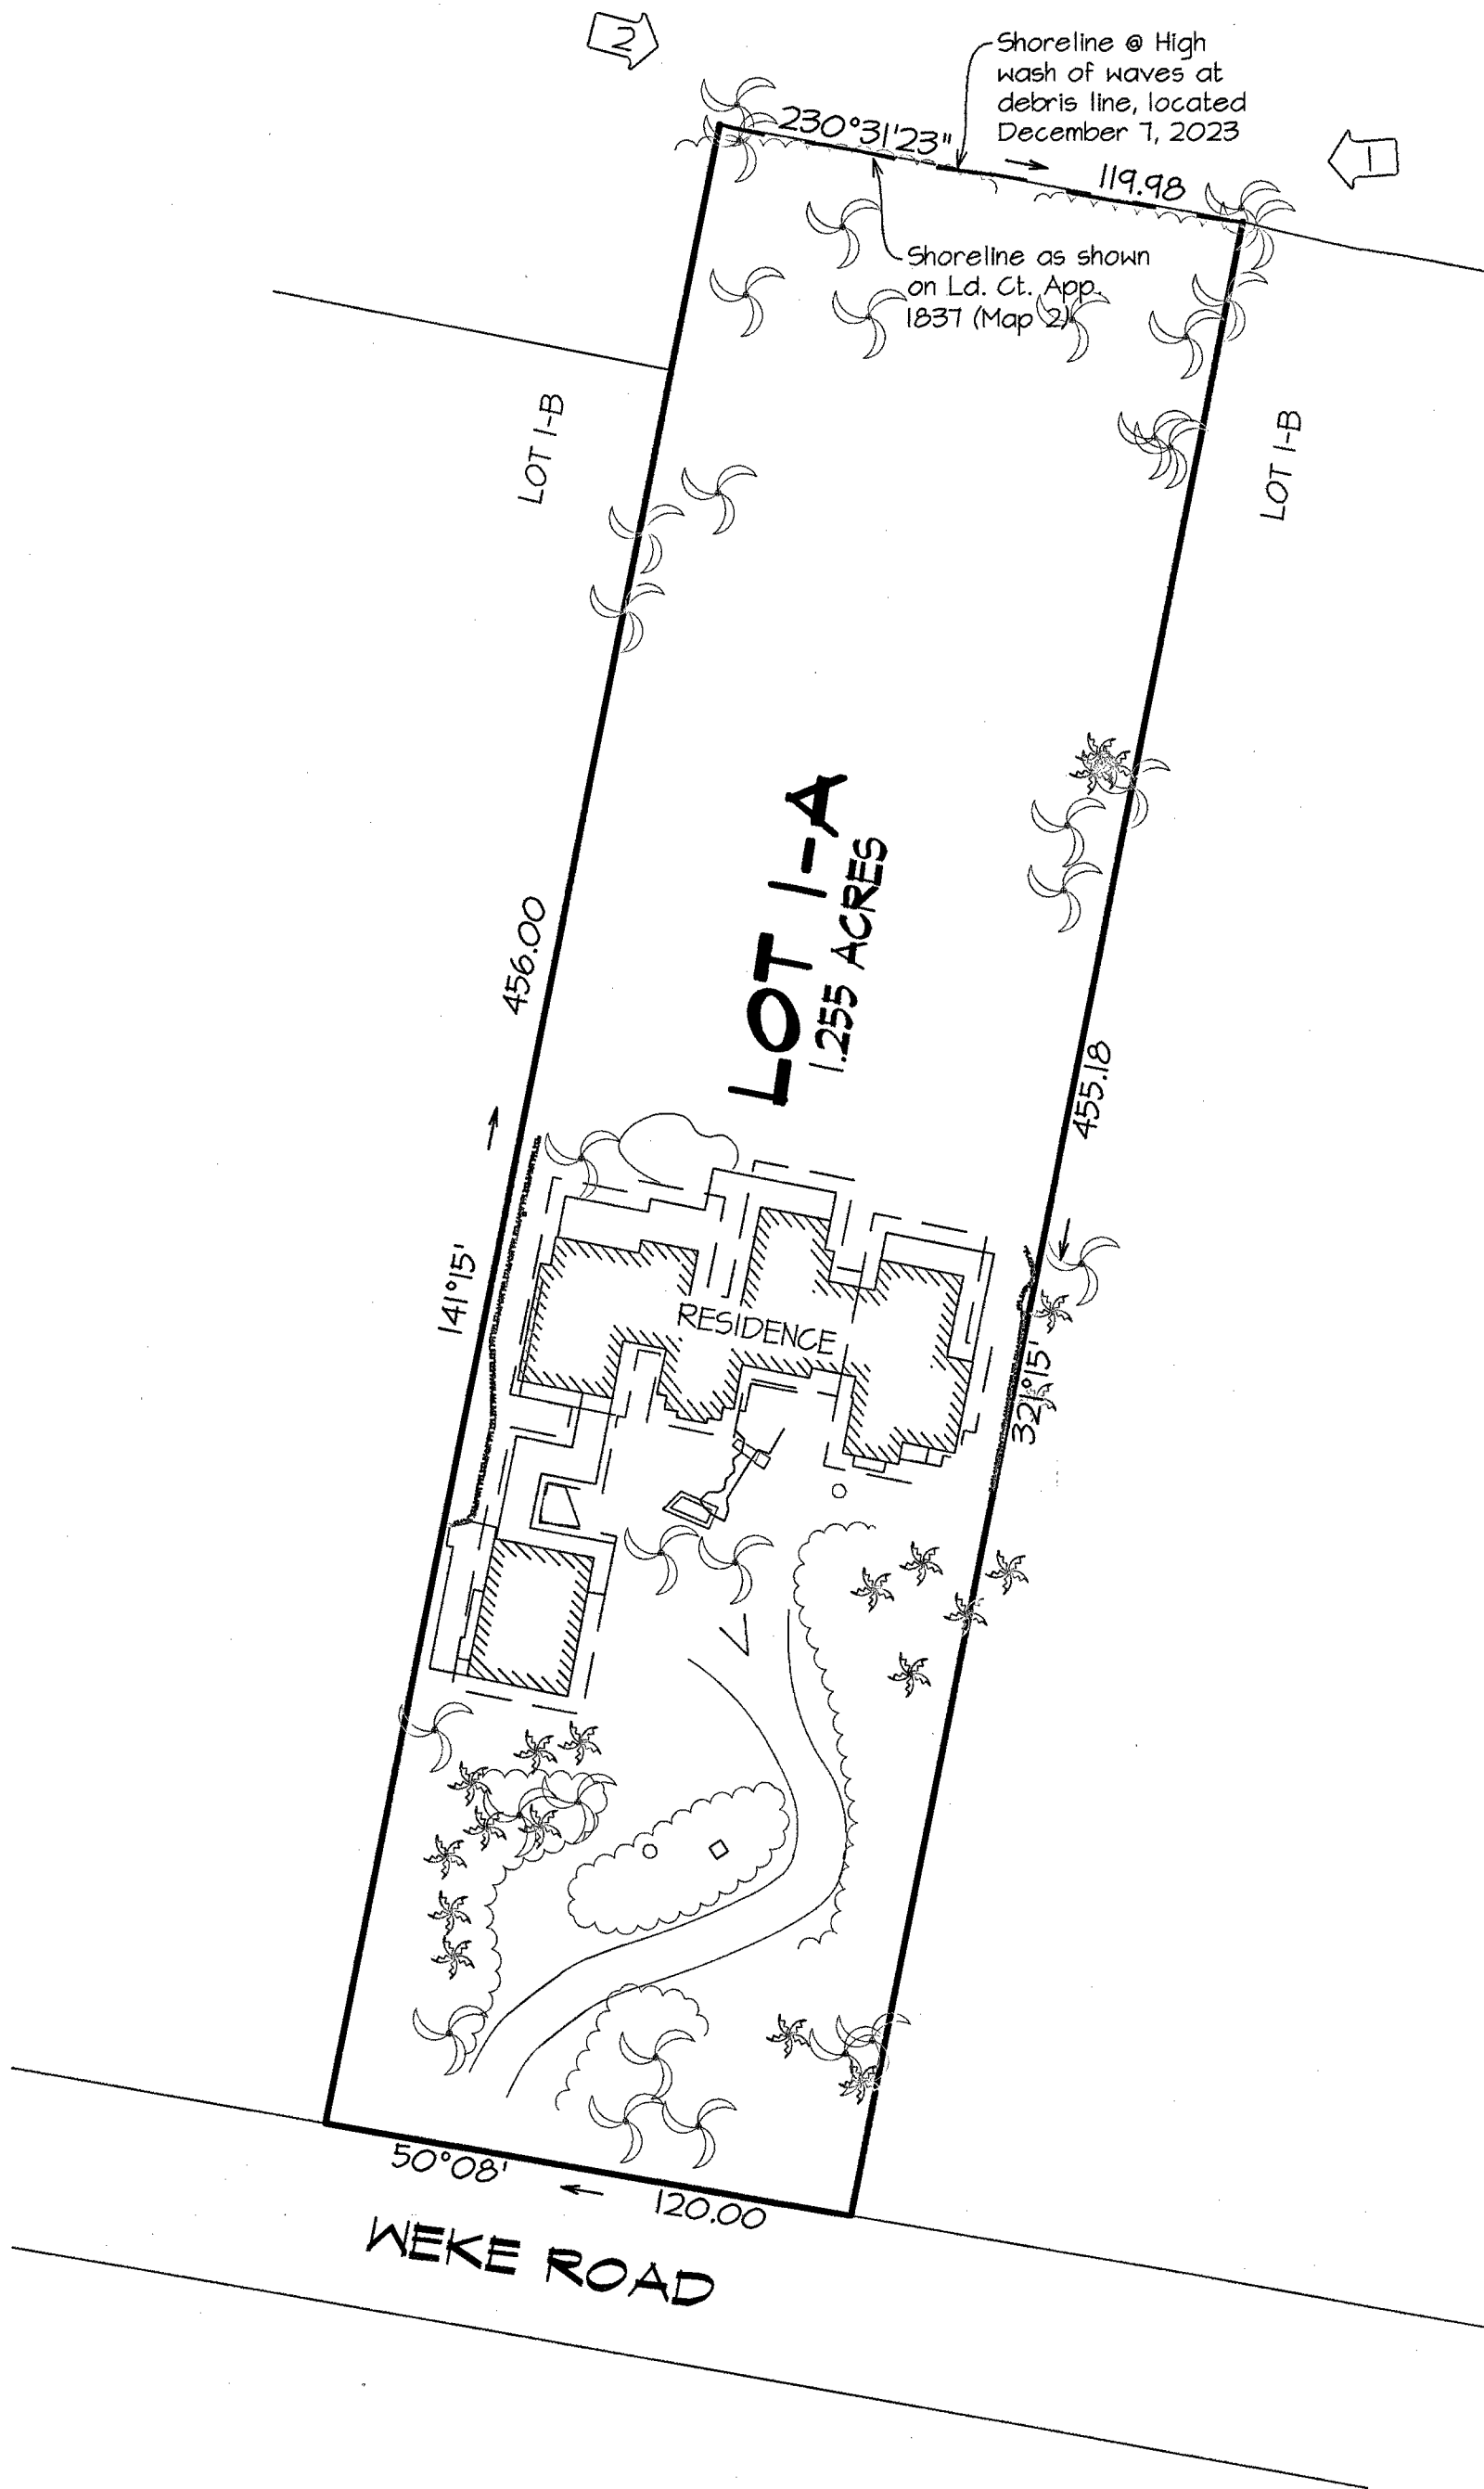 2
Shoreline @ High
wash of waves at
debris line, located
December 7, 2023
230°31'23"
119.98
1
Shoreline as shown
on Ld. Ct. App.
1837 (Map 2)
LOT 1-B
LOT 1-B
LOT 1-A
1.255 ACRES
456.00
455.18
141°15'
RESIDENCE
321°15'
50°08'
120.00
WEKE ROAD